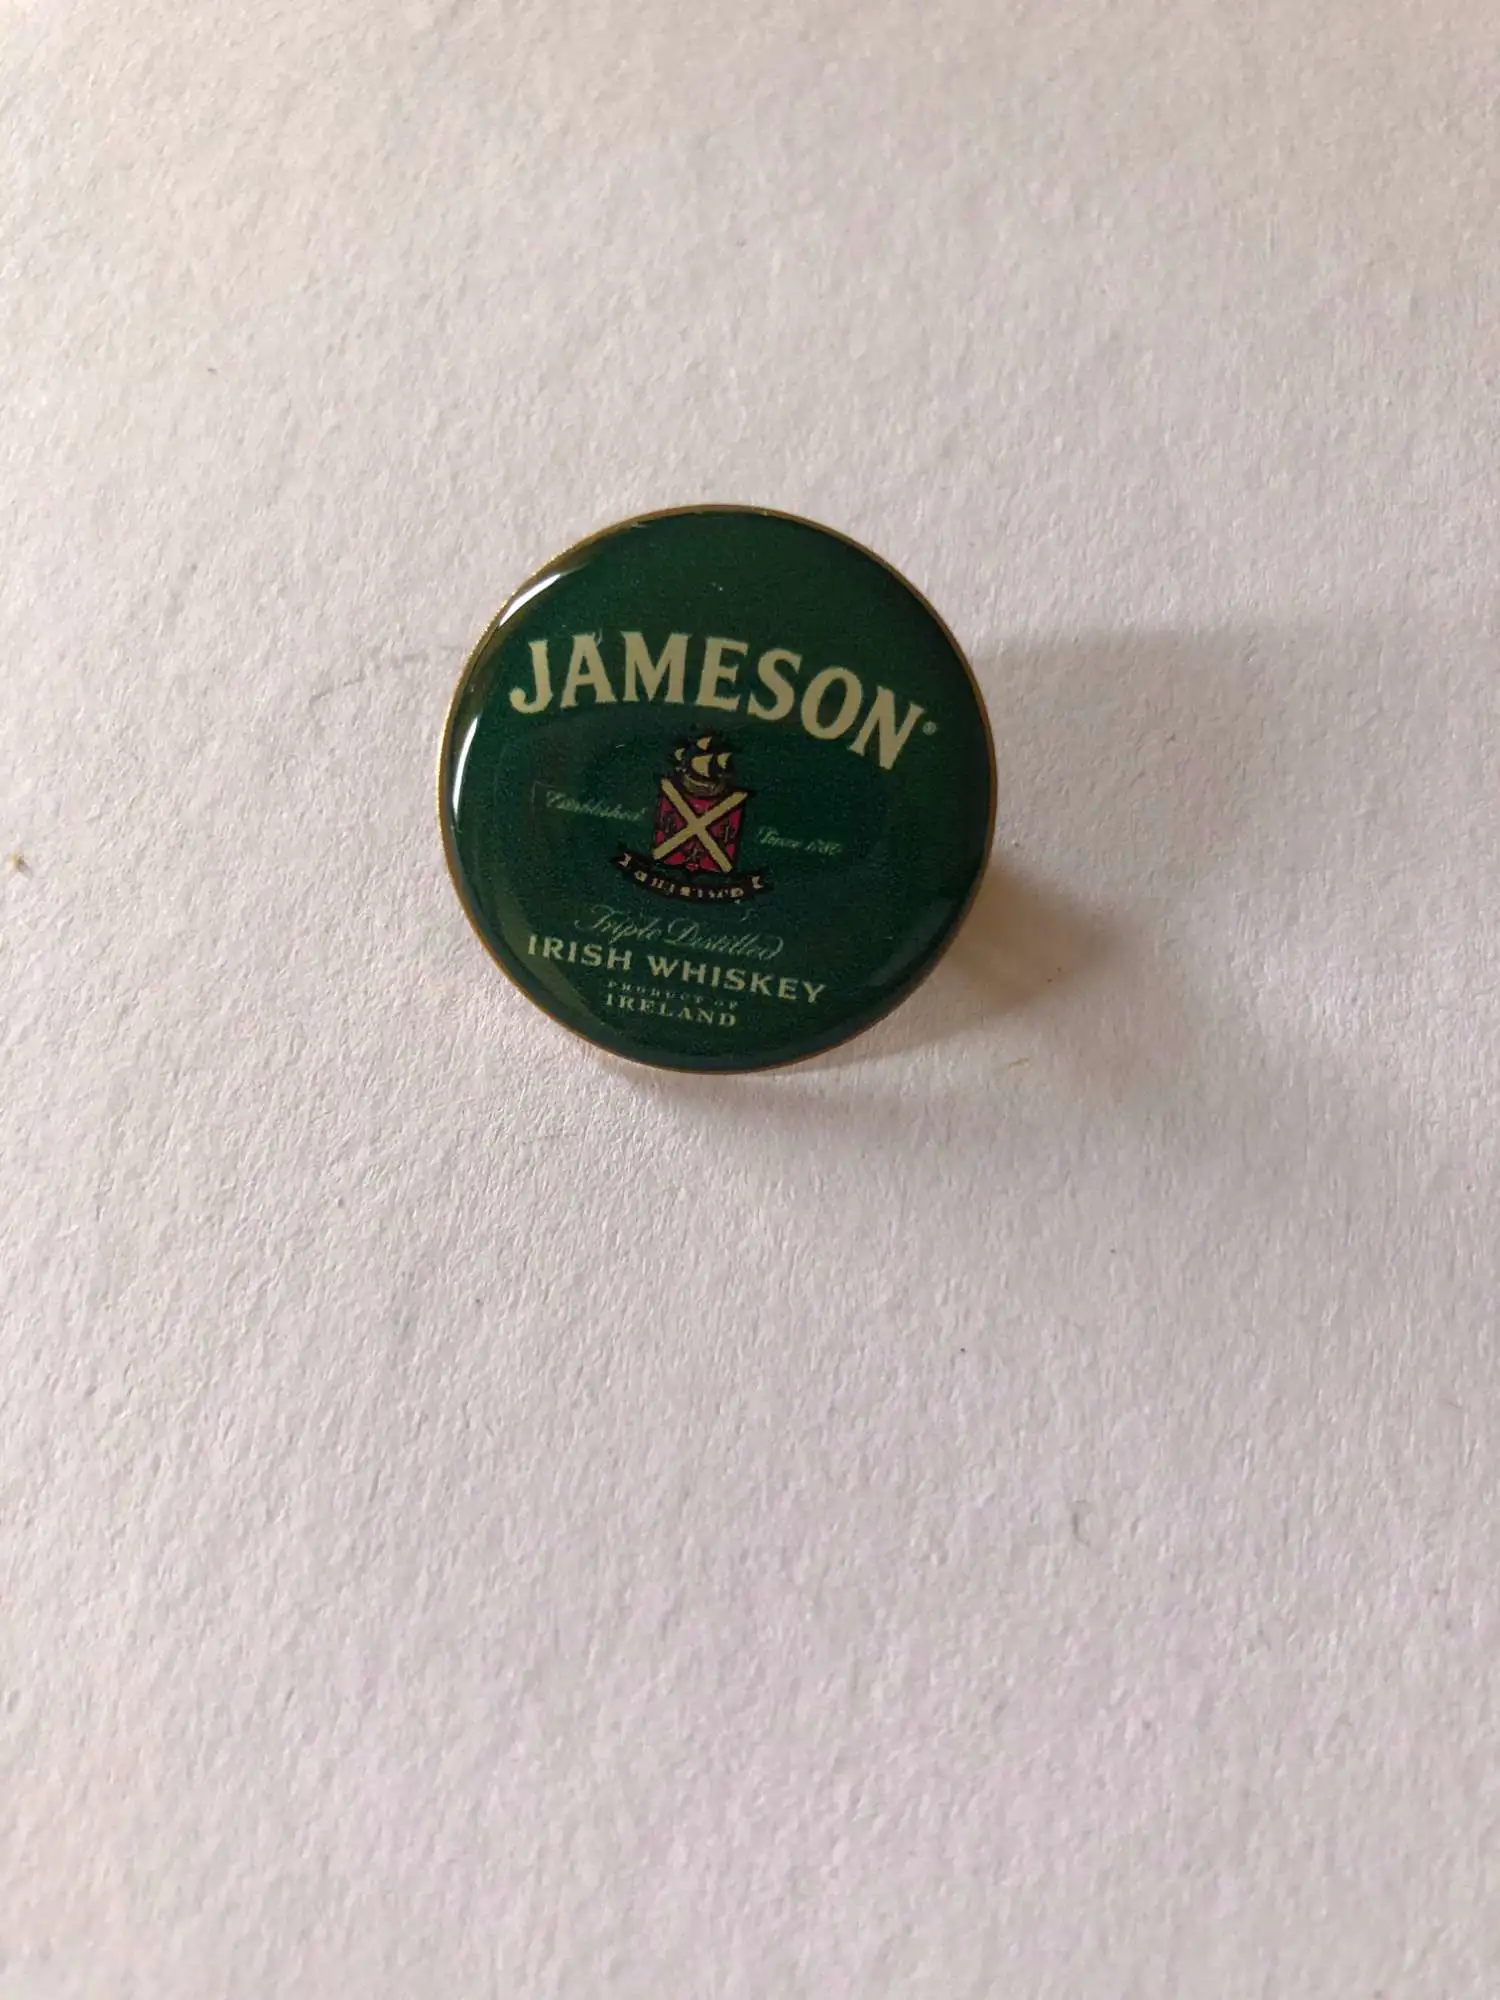 JAMESON®
Established Since 1780
Triple Distilled
IRISH WHISKEY
PRODUCT OF
IRELAND